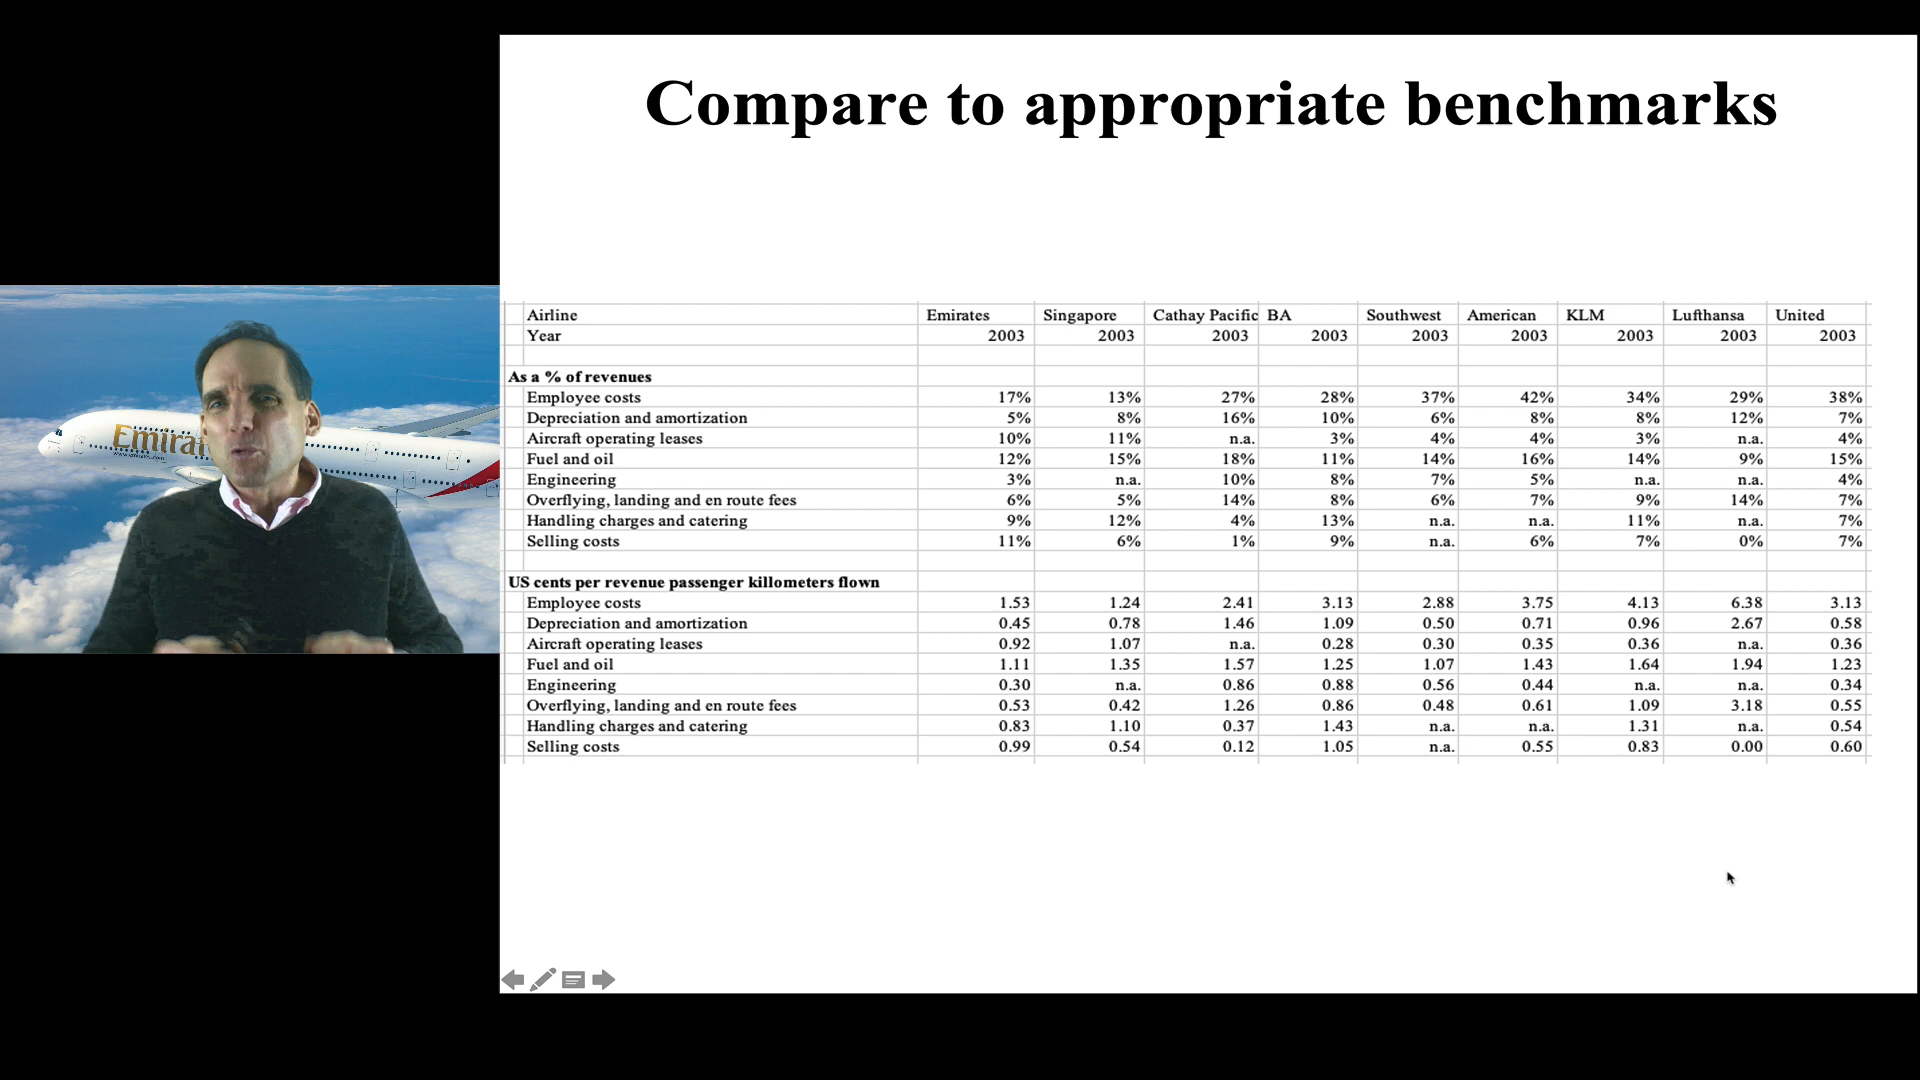 Compare to appropriate benchmarks
Airline Emirates Singapore Cathay Pacific BA Southwest American KLM Lufthansa United
Year 2003 2003 2003 2003 2003 2003 2003 2003 2003
As a % of revenues
Employee costs 17% 13% 27% 28% 37% 42% 34% 29% 38%
Depreciation and amortization 5% 8% 16% 10% 6% 8% 8% 12% 7%
Aircraft operating leases 10% 11% n.a. 3% 4% 4% 3% n.a. 4%
Fuel and oil 12% 15% 18% 11% 14% 16% 14% 9% 15%
Engineering 3% n.a. 10% 8% 7% 5% n.a. n.a. 4%
Overflying, landing and en route fees 6% 5% 14% 8% 6% 7% 9% 14% 7%
Handling charges and catering 9% 12% 4% 13% n.a. n.a. 11% n.a. 7%
Selling costs 11% 6% 1% 9% n.a. 6% 7% 0% 7%
US cents per revenue passenger killometers flown
Employee costs 1.53 1.24 2.41 3.13 2.88 3.75 4.13 6.38 3.13
Depreciation and amortization 0.45 0.78 1.46 1.09 0.50 0.71 0.96 2.67 0.58
Aircraft operating leases 0.92 1.07 n.a. 0.28 0.30 0.35 0.36 n.a. 0.36
Fuel and oil 1.11 1.35 1.57 1.25 1.07 1.43 1.64 1.94 1.23
Engineering 0.30 n.a. 0.86 0.88 0.56 0.44 n.a. n.a. 0.34
Overflying, landing and en route fees 0.53 0.42 1.26 0.86 0.48 0.61 1.09 3.18 0.55
Handling charges and catering 0.83 1.10 0.37 1.43 n.a. n.a. 1.31 n.a. 0.54
Selling costs 0.99 0.54 0.12 1.05 n.a. 0.55 0.83 0.00 0.60
Emirat